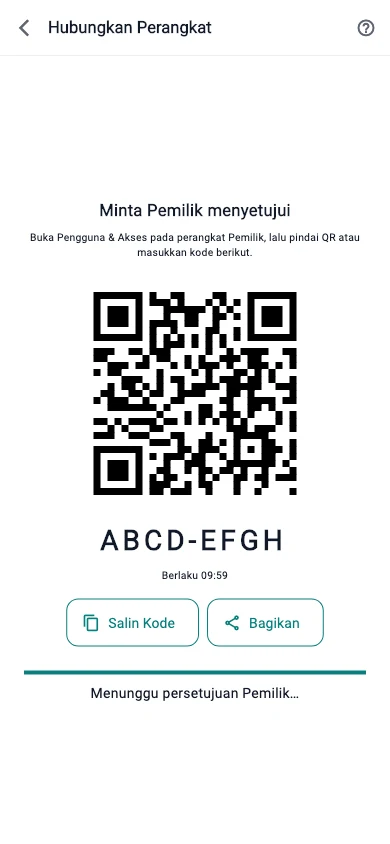 Hubungkan Perangkat
Minta Pemilik menyetujui
Buka Pengguna & Akses pada perangkat Pemilik, lalu pindai QR atau
masukkan kode berikut.
ABCD-EFGH
Berlaku 09:59
Salin Kode
Bagikan
Menunggu persetujuan Pemilik...